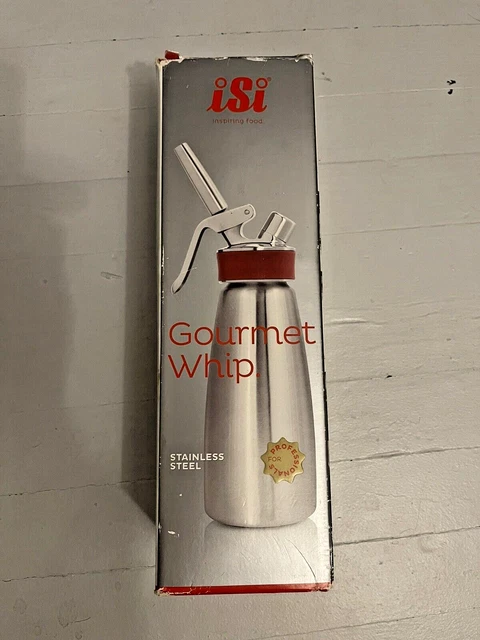 iSi®
inspiring food
Gourmet
Whip.
STAINLESS
STEEL
FOR
PROFESSIONALS